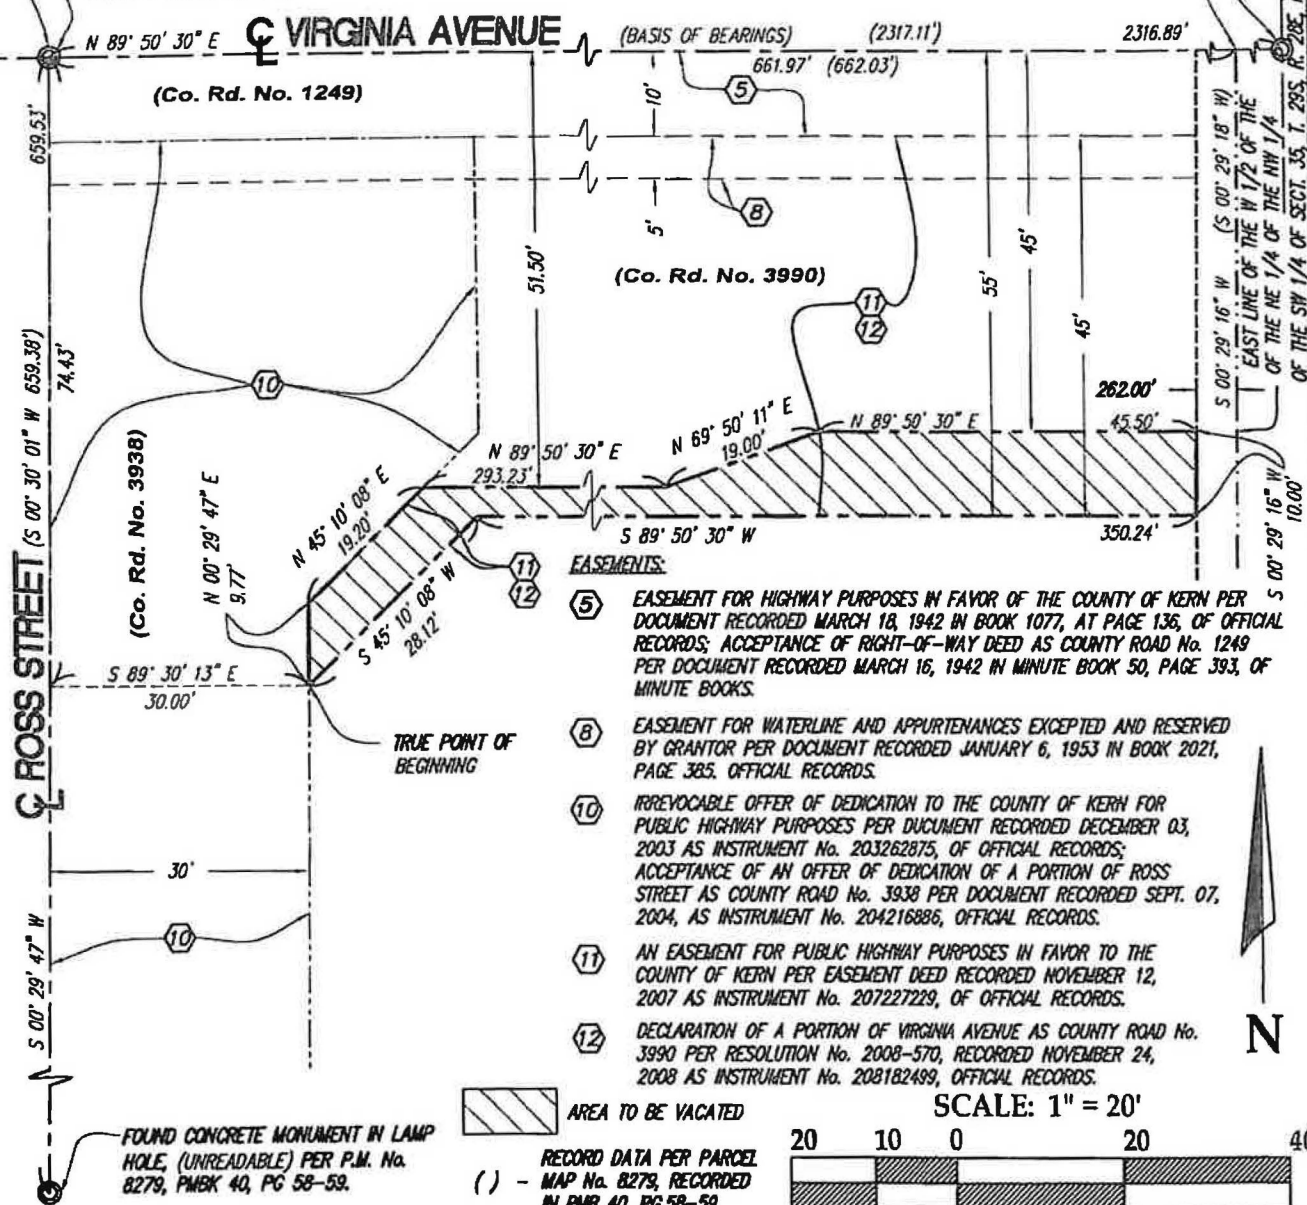 N 89° 50' 30" E
℄ VIRGINIA AVENUE
(BASIS OF BEARINGS)
(2317.11')
2316.89'
661.97' (662.03')
(Co. Rd. No. 1249)
5
10'
659.53'
8
5'
51.50'
(Co. Rd. No. 3990)
11
12
55'
45'
45'
S 00° 29' 16" W (S 00° 29' 18" W)
EAST LINE OF THE W 1/2 OF THE
OF THE NE 1/4 OF THE NW 1/4
OF THE SW 1/4 OF SECT. 35, T. 29S, R. 28E,
(S 00° 30' 01" W 659.38')
74.43'
10
262.00'
N 89° 50' 30" E
45.50'
N 69° 50' 11" E
19.00'
N 89° 50' 30" E
293.23'
(Co. Rd. No. 3938)
N 00° 29' 47" E
9.77'
N 45° 10' 08" E
19.20'
S 45° 10' 08" W
28.12'
S 89° 50' 30" W
350.24'
S 00° 29' 16" W
10.00'
11
12
℄ ROSS STREET
S 89° 30' 13" E
30.00'
TRUE POINT OF
BEGINNING
30'
10
S 00° 29' 47" W
EASEMENTS:
5 EASEMENT FOR HIGHWAY PURPOSES IN FAVOR OF THE COUNTY OF KERN PER
DOCUMENT RECORDED MARCH 18, 1942 IN BOOK 1077, AT PAGE 136, OF OFFICIAL
RECORDS; ACCEPTANCE OF RIGHT-OF-WAY DEED AS COUNTY ROAD No. 1249
PER DOCUMENT RECORDED MARCH 16, 1942 IN MINUTE BOOK 50, PAGE 393, OF
MINUTE BOOKS.
8 EASEMENT FOR WATERLINE AND APPURTENANCES EXCEPTED AND RESERVED
BY GRANTOR PER DOCUMENT RECORDED JANUARY 6, 1953 IN BOOK 2021,
PAGE 385. OFFICIAL RECORDS.
10 IRREVOCABLE OFFER OF DEDICATION TO THE COUNTY OF KERN FOR
PUBLIC HIGHWAY PURPOSES PER DUCUMENT RECORDED DECEMBER 03,
2003 AS INSTRUMENT No. 203262875, OF OFFICIAL RECORDS;
ACCEPTANCE OF AN OFFER OF DEDICATION OF A PORTION OF ROSS
STREET AS COUNTY ROAD No. 3938 PER DOCUMENT RECORDED SEPT. 07,
2004, AS INSTRUMENT No. 204216886, OFFICIAL RECORDS.
11 AN EASEMENT FOR PUBLIC HIGHWAY PURPOSES IN FAVOR TO THE
COUNTY OF KERN PER EASEMENT DEED RECORDED NOVEMBER 12,
2007 AS INSTRUMENT No. 207227229, OF OFFICIAL RECORDS.
12 DECLARATION OF A PORTION OF VIRGINIA AVENUE AS COUNTY ROAD No.
3990 PER RESOLUTION No. 2008-570, RECORDED NOVEMBER 24,
2008 AS INSTRUMENT No. 208182499, OFFICIAL RECORDS.
N
AREA TO BE VACATED
SCALE: 1" = 20'
20 10 0 20 40
FOUND CONCRETE MONUMENT IN LAMP
HOLE, (UNREADABLE) PER P.M. No.
8279, PMBK 40, PG 58-59.
RECORD DATA PER PARCEL
( ) - MAP No. 8279, RECORDED
IN PMB 40, PG 58-59